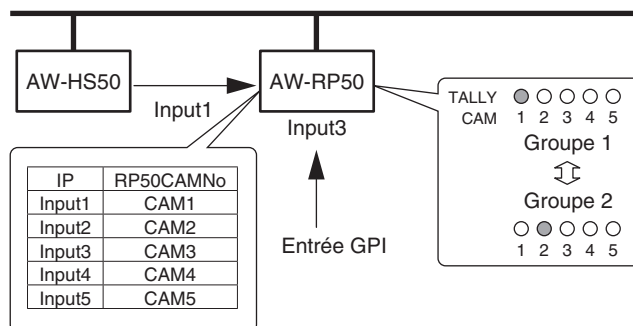 AW-HS50
AW-RP50
Input1
Input3
Entrée GPI
IP RP50CAMNo
Input1 CAM1
Input2 CAM2
Input3 CAM3
Input4 CAM4
Input5 CAM5
TALLY
CAM 1 2 3 4 5
Groupe 1
Groupe 2
1 2 3 4 5